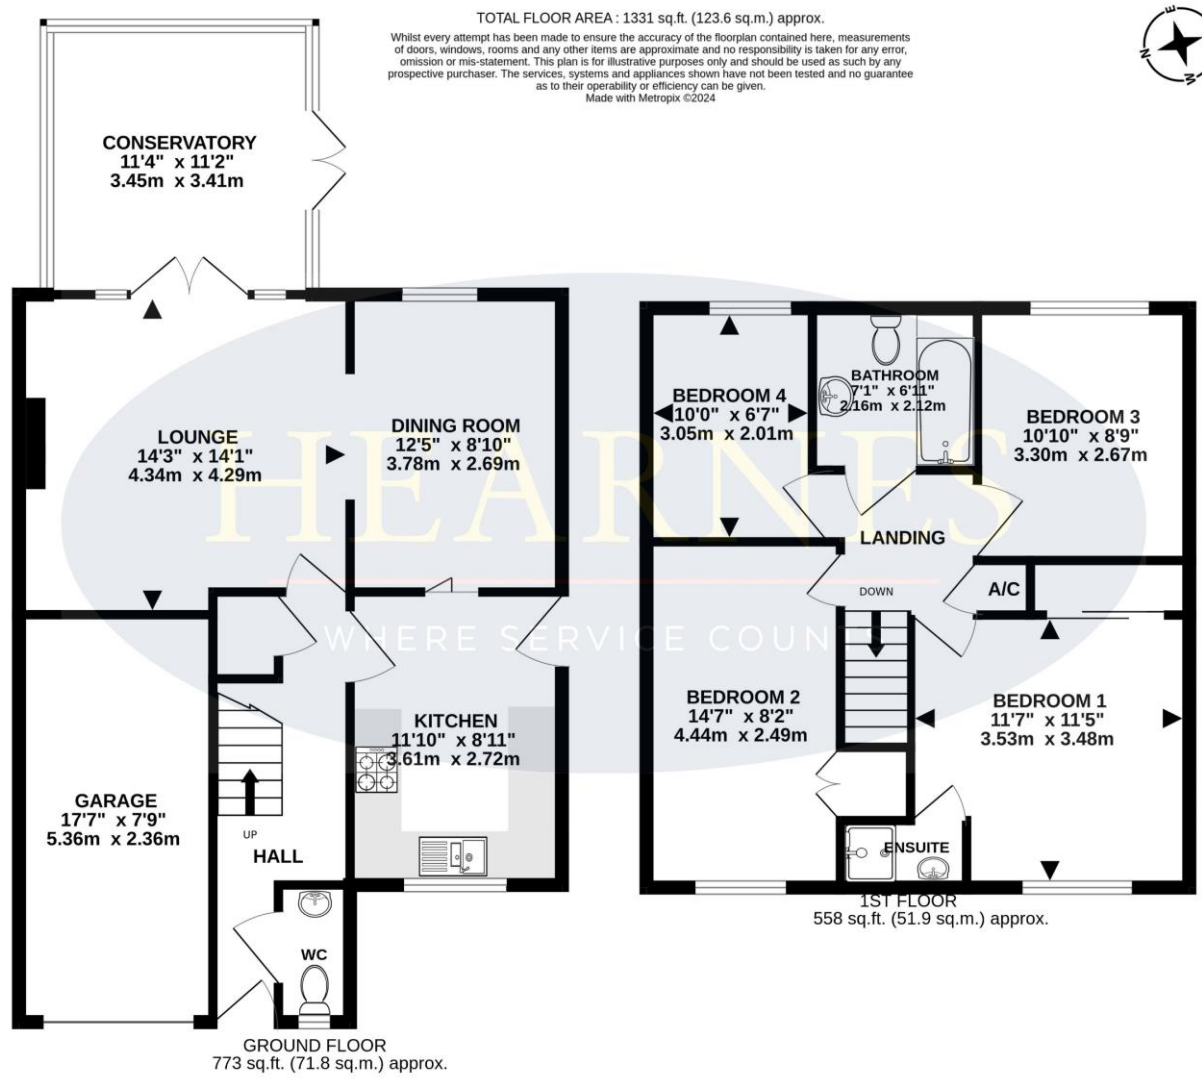 TOTAL FLOOR AREA : 1331 sq.ft. (123.6 sq.m.) approx.
Whilst every attempt has been made to ensure the accuracy of the floorplan contained here, measurements
of doors, windows, rooms and any other items are approximate and no responsibility is taken for any error,
omission or mis-statement. This plan is for illustrative purposes only and should be used as such by any
prospective purchaser. The services, systems and appliances shown have not been tested and no guarantee
as to their operability or efficiency can be given.
Made with Metropix ©2024
N
E
S
W
CONSERVATORY
11'4" x 11'2"
3.45m x 3.41m
LOUNGE
14'3" x 14'1"
4.34m x 4.29m
DINING ROOM
12'5" x 8'10"
3.78m x 2.69m
KITCHEN
11'10" x 8'11"
3.61m x 2.72m
GARAGE
17'7" x 7'9"
5.36m x 2.36m
UP
HALL
WC
GROUND FLOOR
773 sq.ft. (71.8 sq.m.) approx.
BEDROOM 4
10'0" x 6'7"
3.05m x 2.01m
BATHROOM
7'1" x 6'11"
2.16m x 2.12m
BEDROOM 3
10'10" x 8'9"
3.30m x 2.67m
LANDING
DOWN
A/C
BEDROOM 2
14'7" x 8'2"
4.44m x 2.49m
BEDROOM 1
11'7" x 11'5"
3.53m x 3.48m
ENSUITE
1ST FLOOR
558 sq.ft. (51.9 sq.m.) approx.
HEARNES
WHERE SERVICE COUNTS